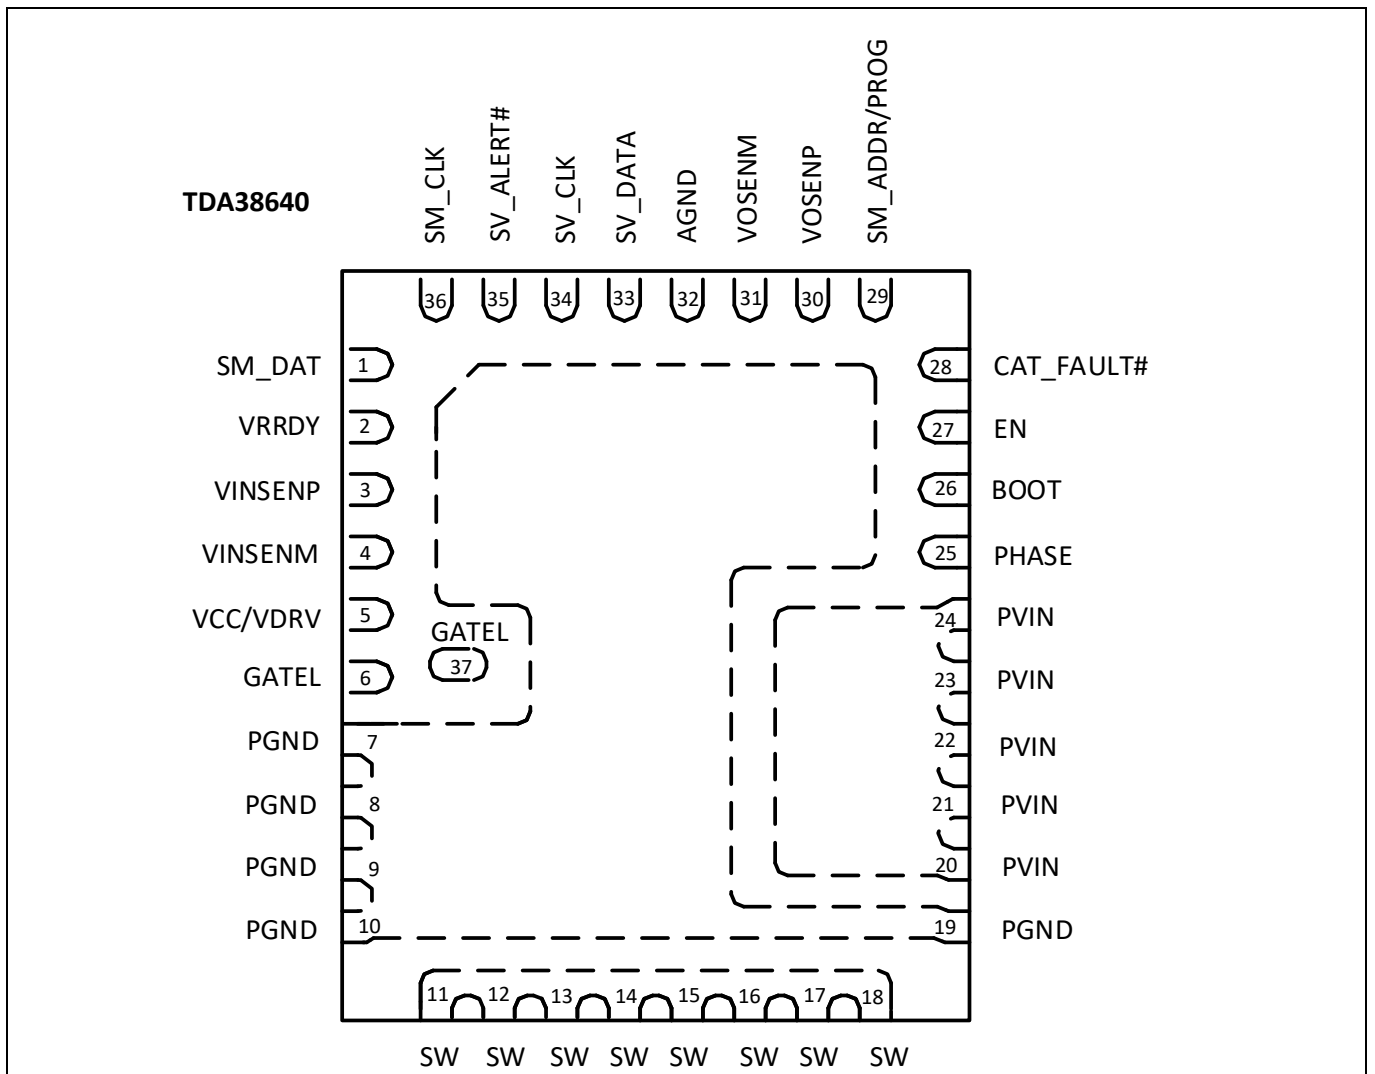 TDA38640
SM_CLK
SV_ALERT#
SV_CLK
SV_DATA
AGND
VOSENM
VOSENP
SM_ADDR/PROG
36 35 34 33 32 31 30 29
SM_DAT 1 28 CAT_FAULT#
VRRDY 2 27 EN
VINSENP 3 26 BOOT
VINSENM 4 25 PHASE
VCC/VDRV 5 24 PVIN
GATEL
37
GATEL 6 23 PVIN
PGND 7 22 PVIN
PGND 8 21 PVIN
PGND 9 20 PVIN
PGND 10 19 PGND
11 12 13 14 15 16 17 18
SW SW SW SW SW SW SW SW